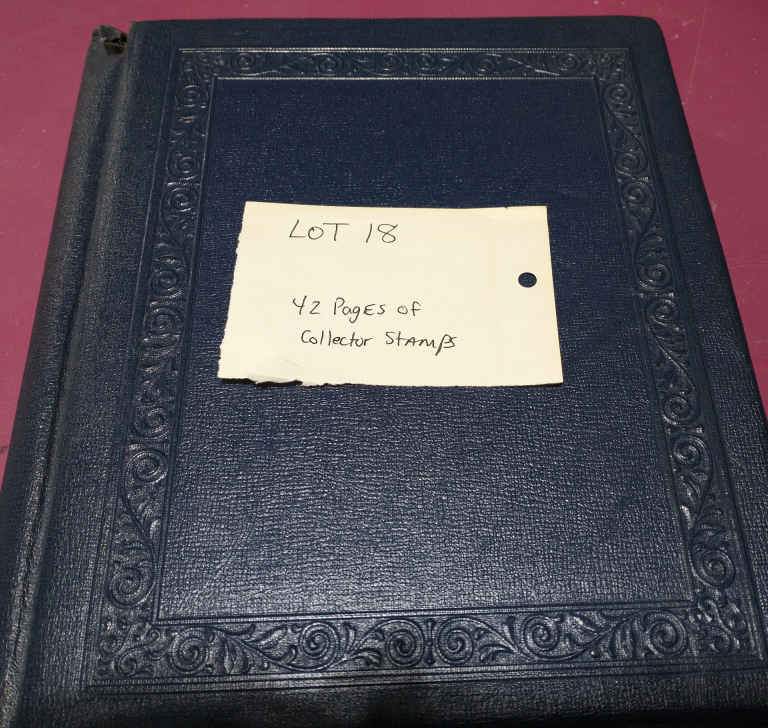 LOT 18
42 PagEs of
Collector StAmps